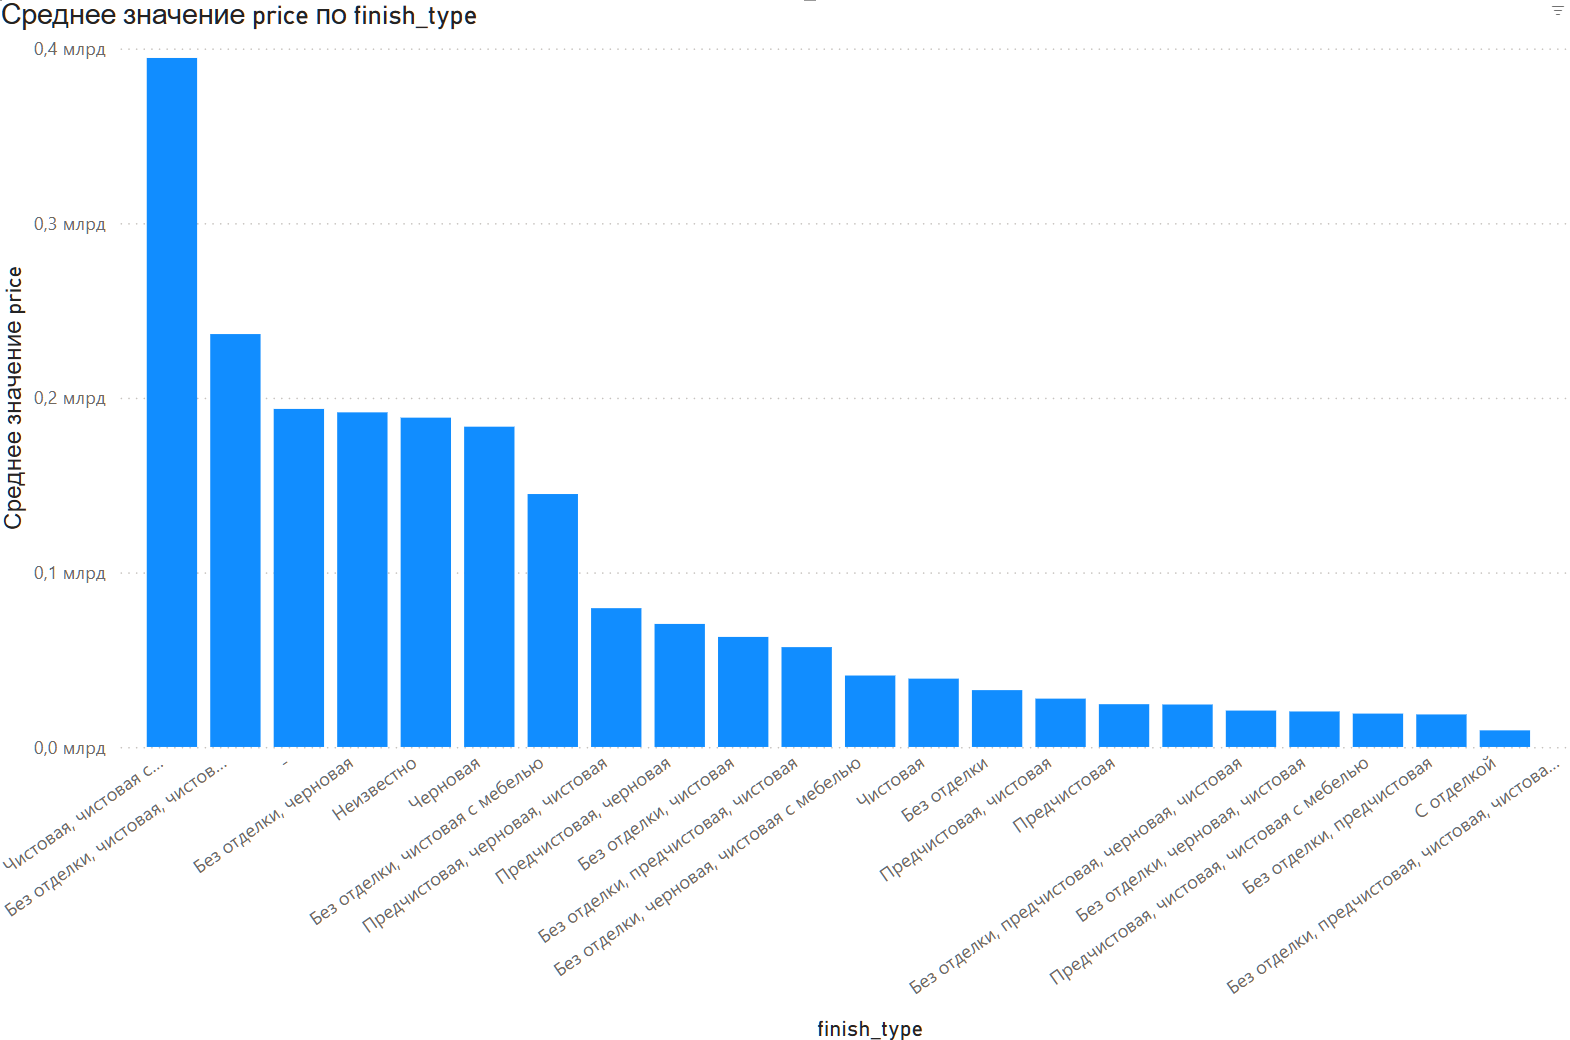 Среднее значение price по finish_type
0,4 млрд
0,3 млрд
0,2 млрд
0,1 млрд
0,0 млрд
Среднее значение price
Чистовая, чистовая с...
Без отделки, чистовая, чистов...
-
Без отделки, черновая
Неизвестно
Черновая
Без отделки, чистовая с мебелью
Предчистовая, черновая, чистовая
Предчистовая, черновая
Без отделки, чистовая
Без отделки, предчистовая, чистовая
Без отделки, черновая, чистовая с мебелью
Чистовая
Без отделки
Предчистовая, чистовая
Предчистовая
Без отделки, предчистовая, черновая, чистовая
Без отделки, черновая, чистовая
Предчистовая, чистовая, чистовая с мебелью
Без отделки, предчистовая
С отделкой
Без отделки, предчистовая, чистовая, чистова...
finish_type